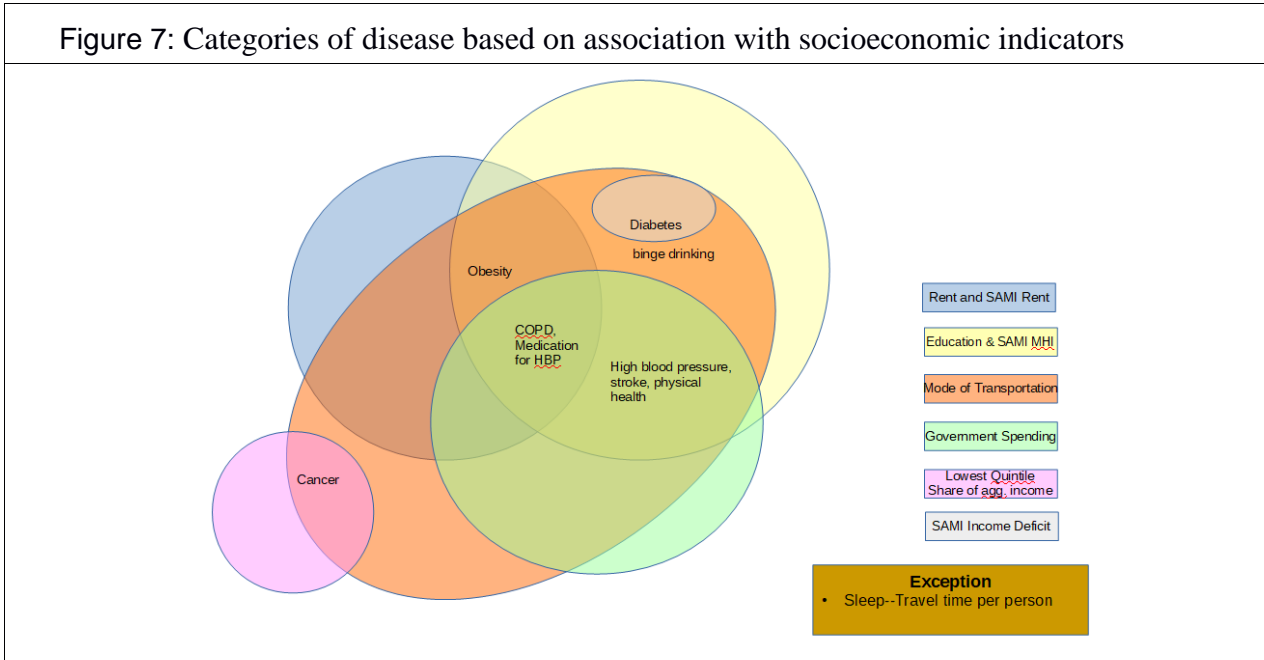 Figure 7: Categories of disease based on association with socioeconomic indicators
Diabetes
binge drinking
Obesity
COPD,
Medication
for HBP
High blood pressure,
stroke, physical
health
Cancer
Rent and SAMI Rent
Education & SAMI MHI
Mode of Transportation
Government Spending
Lowest Quintile
Share of agg. income
SAMI Income Deficit
Exception
• Sleep--Travel time per person